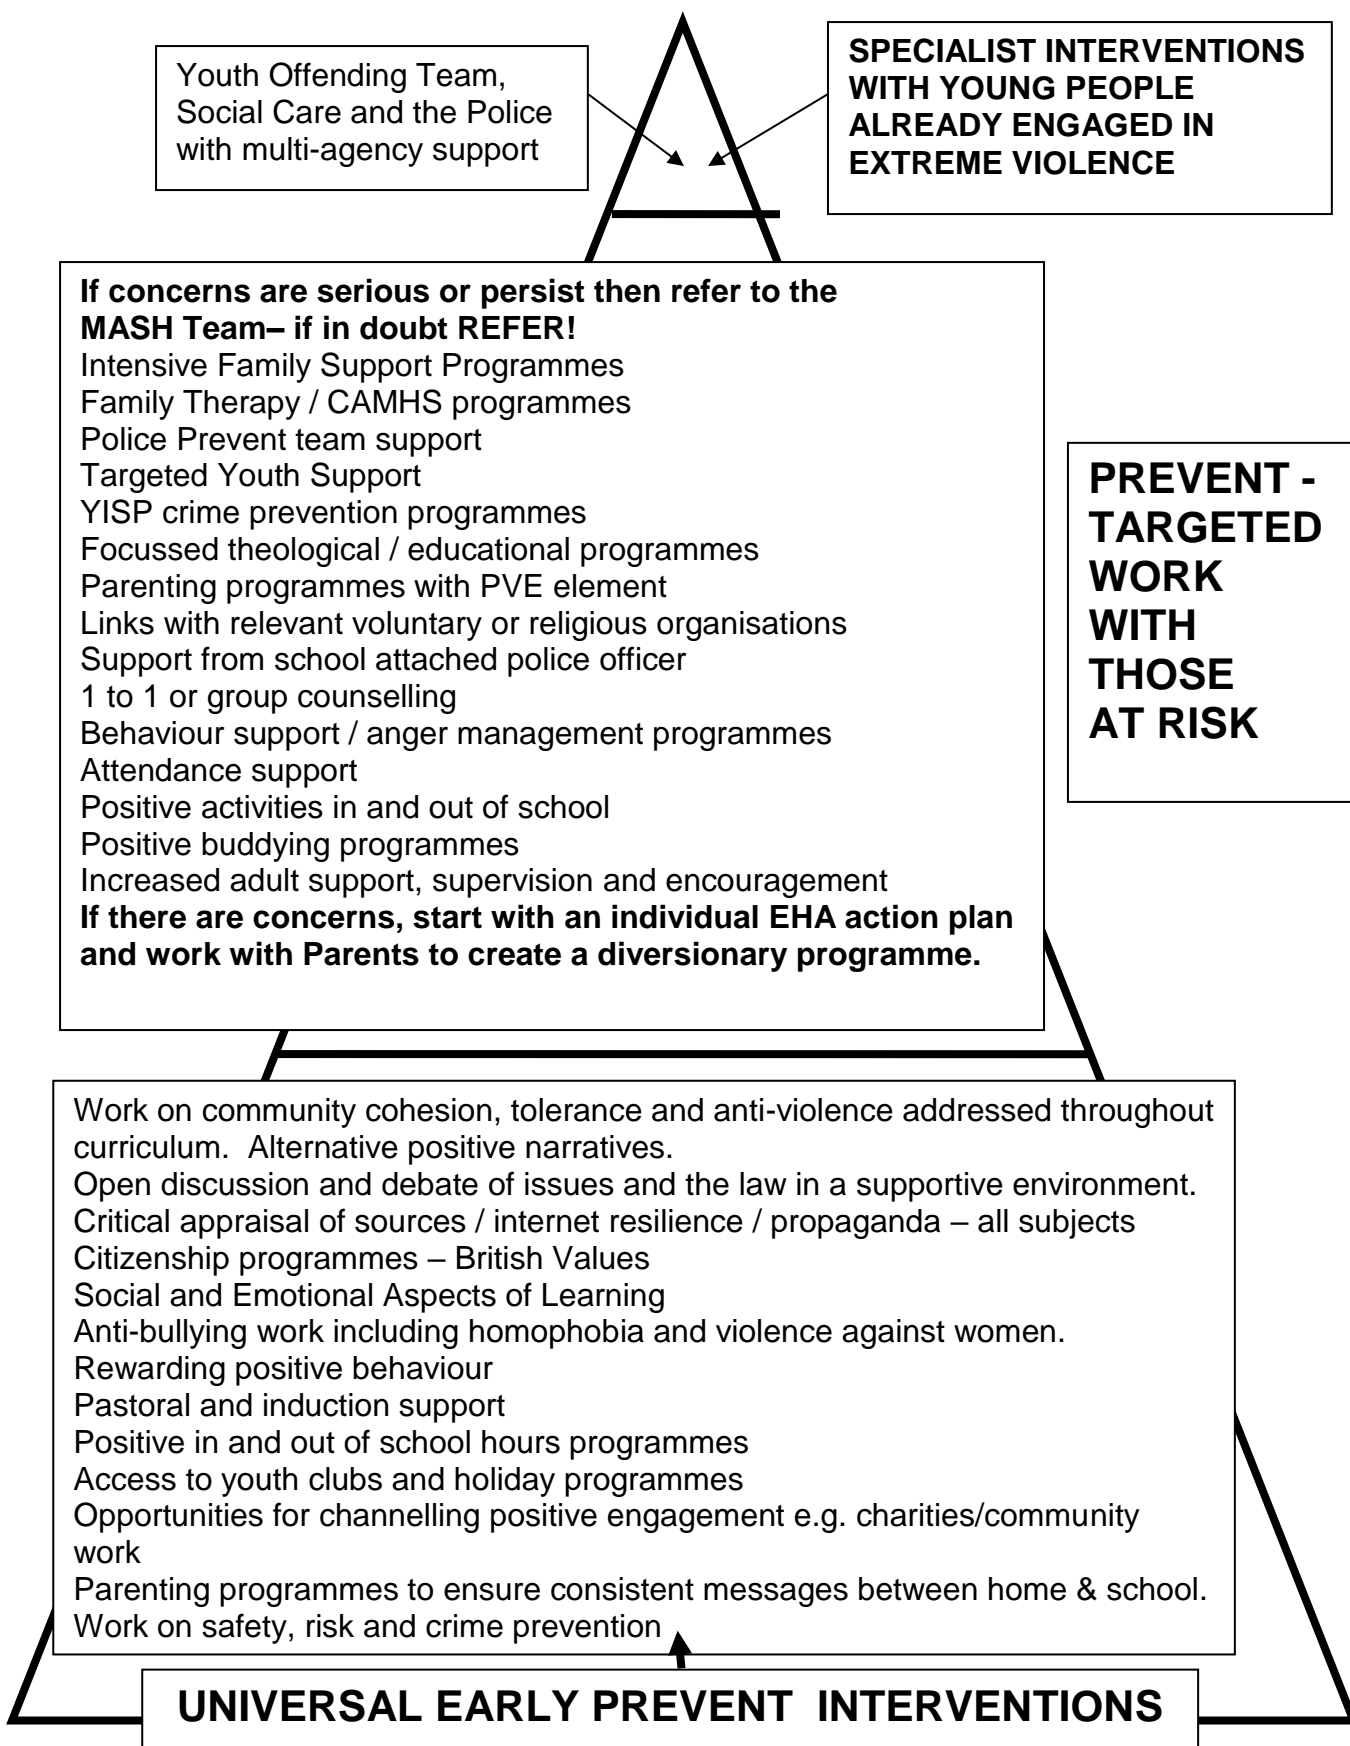 Youth Offending Team,
Social Care and the Police
with multi-agency support
SPECIALIST INTERVENTIONS
WITH YOUNG PEOPLE
ALREADY ENGAGED IN
EXTREME VIOLENCE
If concerns are serious or persist then refer to the
MASH Team– if in doubt REFER!
Intensive Family Support Programmes
Family Therapy / CAMHS programmes
Police Prevent team support
Targeted Youth Support
YISP crime prevention programmes
Focussed theological / educational programmes
Parenting programmes with PVE element
Links with relevant voluntary or religious organisations
Support from school attached police officer
1 to 1 or group counselling
Behaviour support / anger management programmes
Attendance support
Positive activities in and out of school
Positive buddying programmes
Increased adult support, supervision and encouragement
If there are concerns, start with an individual EHA action plan
and work with Parents to create a diversionary programme.
PREVENT -
TARGETED
WORK
WITH
THOSE
AT RISK
Work on community cohesion, tolerance and anti-violence addressed throughout
curriculum.  Alternative positive narratives.
Open discussion and debate of issues and the law in a supportive environment.
Critical appraisal of sources / internet resilience / propaganda – all subjects
Citizenship programmes – British Values
Social and Emotional Aspects of Learning
Anti-bullying work including homophobia and violence against women.
Rewarding positive behaviour
Pastoral and induction support
Positive in and out of school hours programmes
Access to youth clubs and holiday programmes
Opportunities for channelling positive engagement e.g. charities/community
work
Parenting programmes to ensure consistent messages between home & school.
Work on safety, risk and crime prevention
UNIVERSAL EARLY PREVENT  INTERVENTIONS